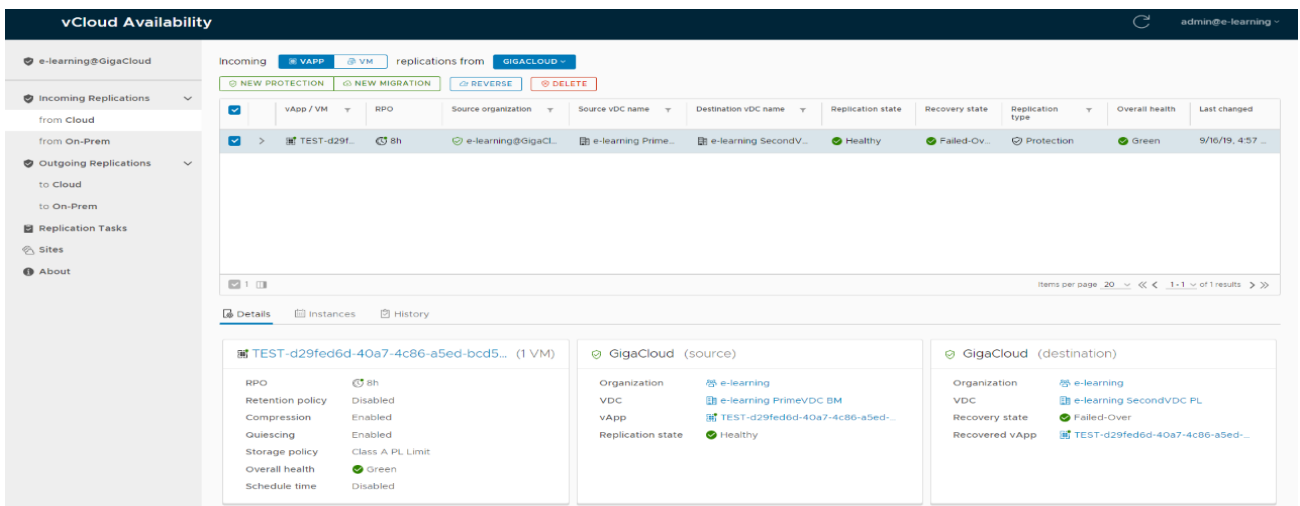 vCloud Availability
admin@e-learning
e-learning@GigaCloud
Incoming Replications
from Cloud
from On-Prem
Outgoing Replications
to Cloud
to On-Prem
Replication Tasks
Sites
About
Incoming VAPP VM replications from GIGACLOUD
NEW PROTECTION NEW MIGRATION REVERSE DELETE
vApp / VM RPO Source organization Source vDC name Destination vDC name Replication state Recovery state Replication type Overall health Last changed
TEST-d29f... 8h e-learning@GigaCl... e-learning Prime... e-learning SecondV... Healthy Failed-Ov... Protection Green 9/16/19, 4:57 ...
1 Items per page 20 1-1 of 1 results
Details Instances History
TEST-d29fed6d-40a7-4c86-a5ed-bcd5... (1 VM)
RPO 8h
Retention policy Disabled
Compression Enabled
Quiescing Enabled
Storage policy Class A PL Limit
Overall health Green
Schedule time Disabled
GigaCloud (source)
Organization e-learning
VDC e-learning PrimeVDC BM
vApp TEST-d29fed6d-40a7-4c86-a5ed-...
Replication state Healthy
GigaCloud (destination)
Organization e-learning
VDC e-learning SecondVDC PL
Recovery state Failed-Over
Recovered vApp TEST-d29fed6d-40a7-4c86-a5ed-...